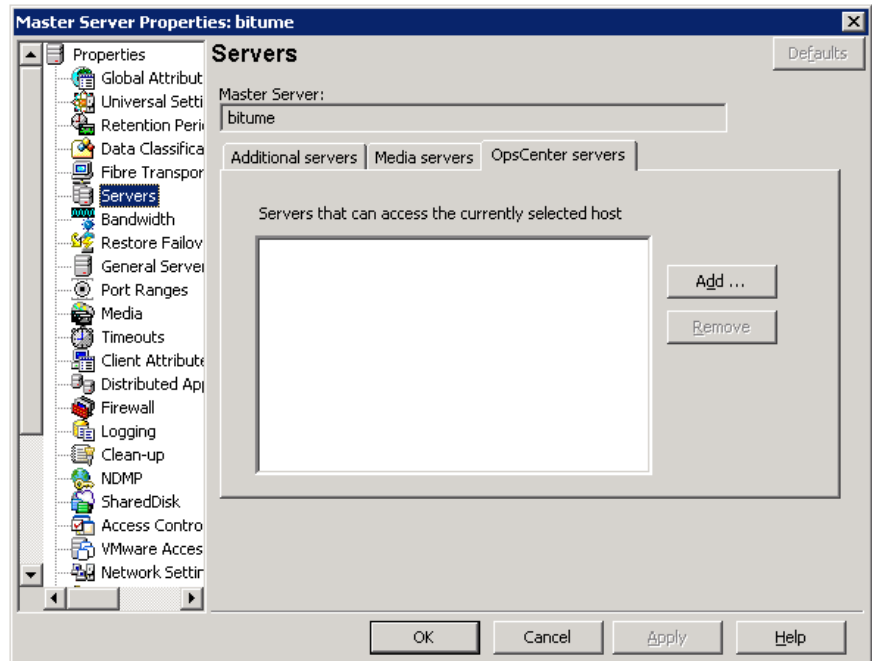 Master Server Properties: bitume
Properties
Global Attribut
Universal Setti
Retention Peri
Data Classifica
Fibre Transpor
Servers
Bandwidth
Restore Failov
General Server
Port Ranges
Media
Timeouts
Client Attribute
Distributed App
Firewall
Logging
Clean-up
NDMP
SharedDisk
Access Contro
VMware Acces
Network Settin
Servers
Defaults
Master Server:
bitume
Additional servers
Media servers
OpsCenter servers
Servers that can access the currently selected host
Add ...
Remove
OK
Cancel
Apply
Help